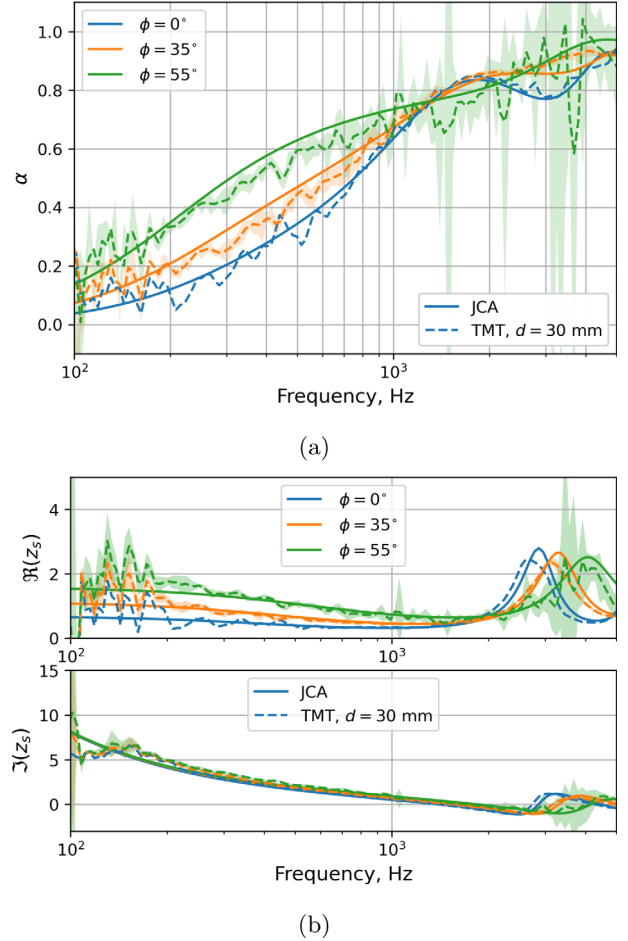 1.0
0.8
0.6
0.4
0.2
0.0
α
ϕ = 0°
ϕ = 35°
ϕ = 55°
JCA
TMT, d = 30 mm
10² 10³
Frequency, Hz
(a)
4
2
0
ℜ(z_s)
ϕ = 0°
ϕ = 35°
ϕ = 55°
10² 10³
15
10
5
0
ℑ(z_s)
JCA
TMT, d = 30 mm
10² 10³
Frequency, Hz
(b)